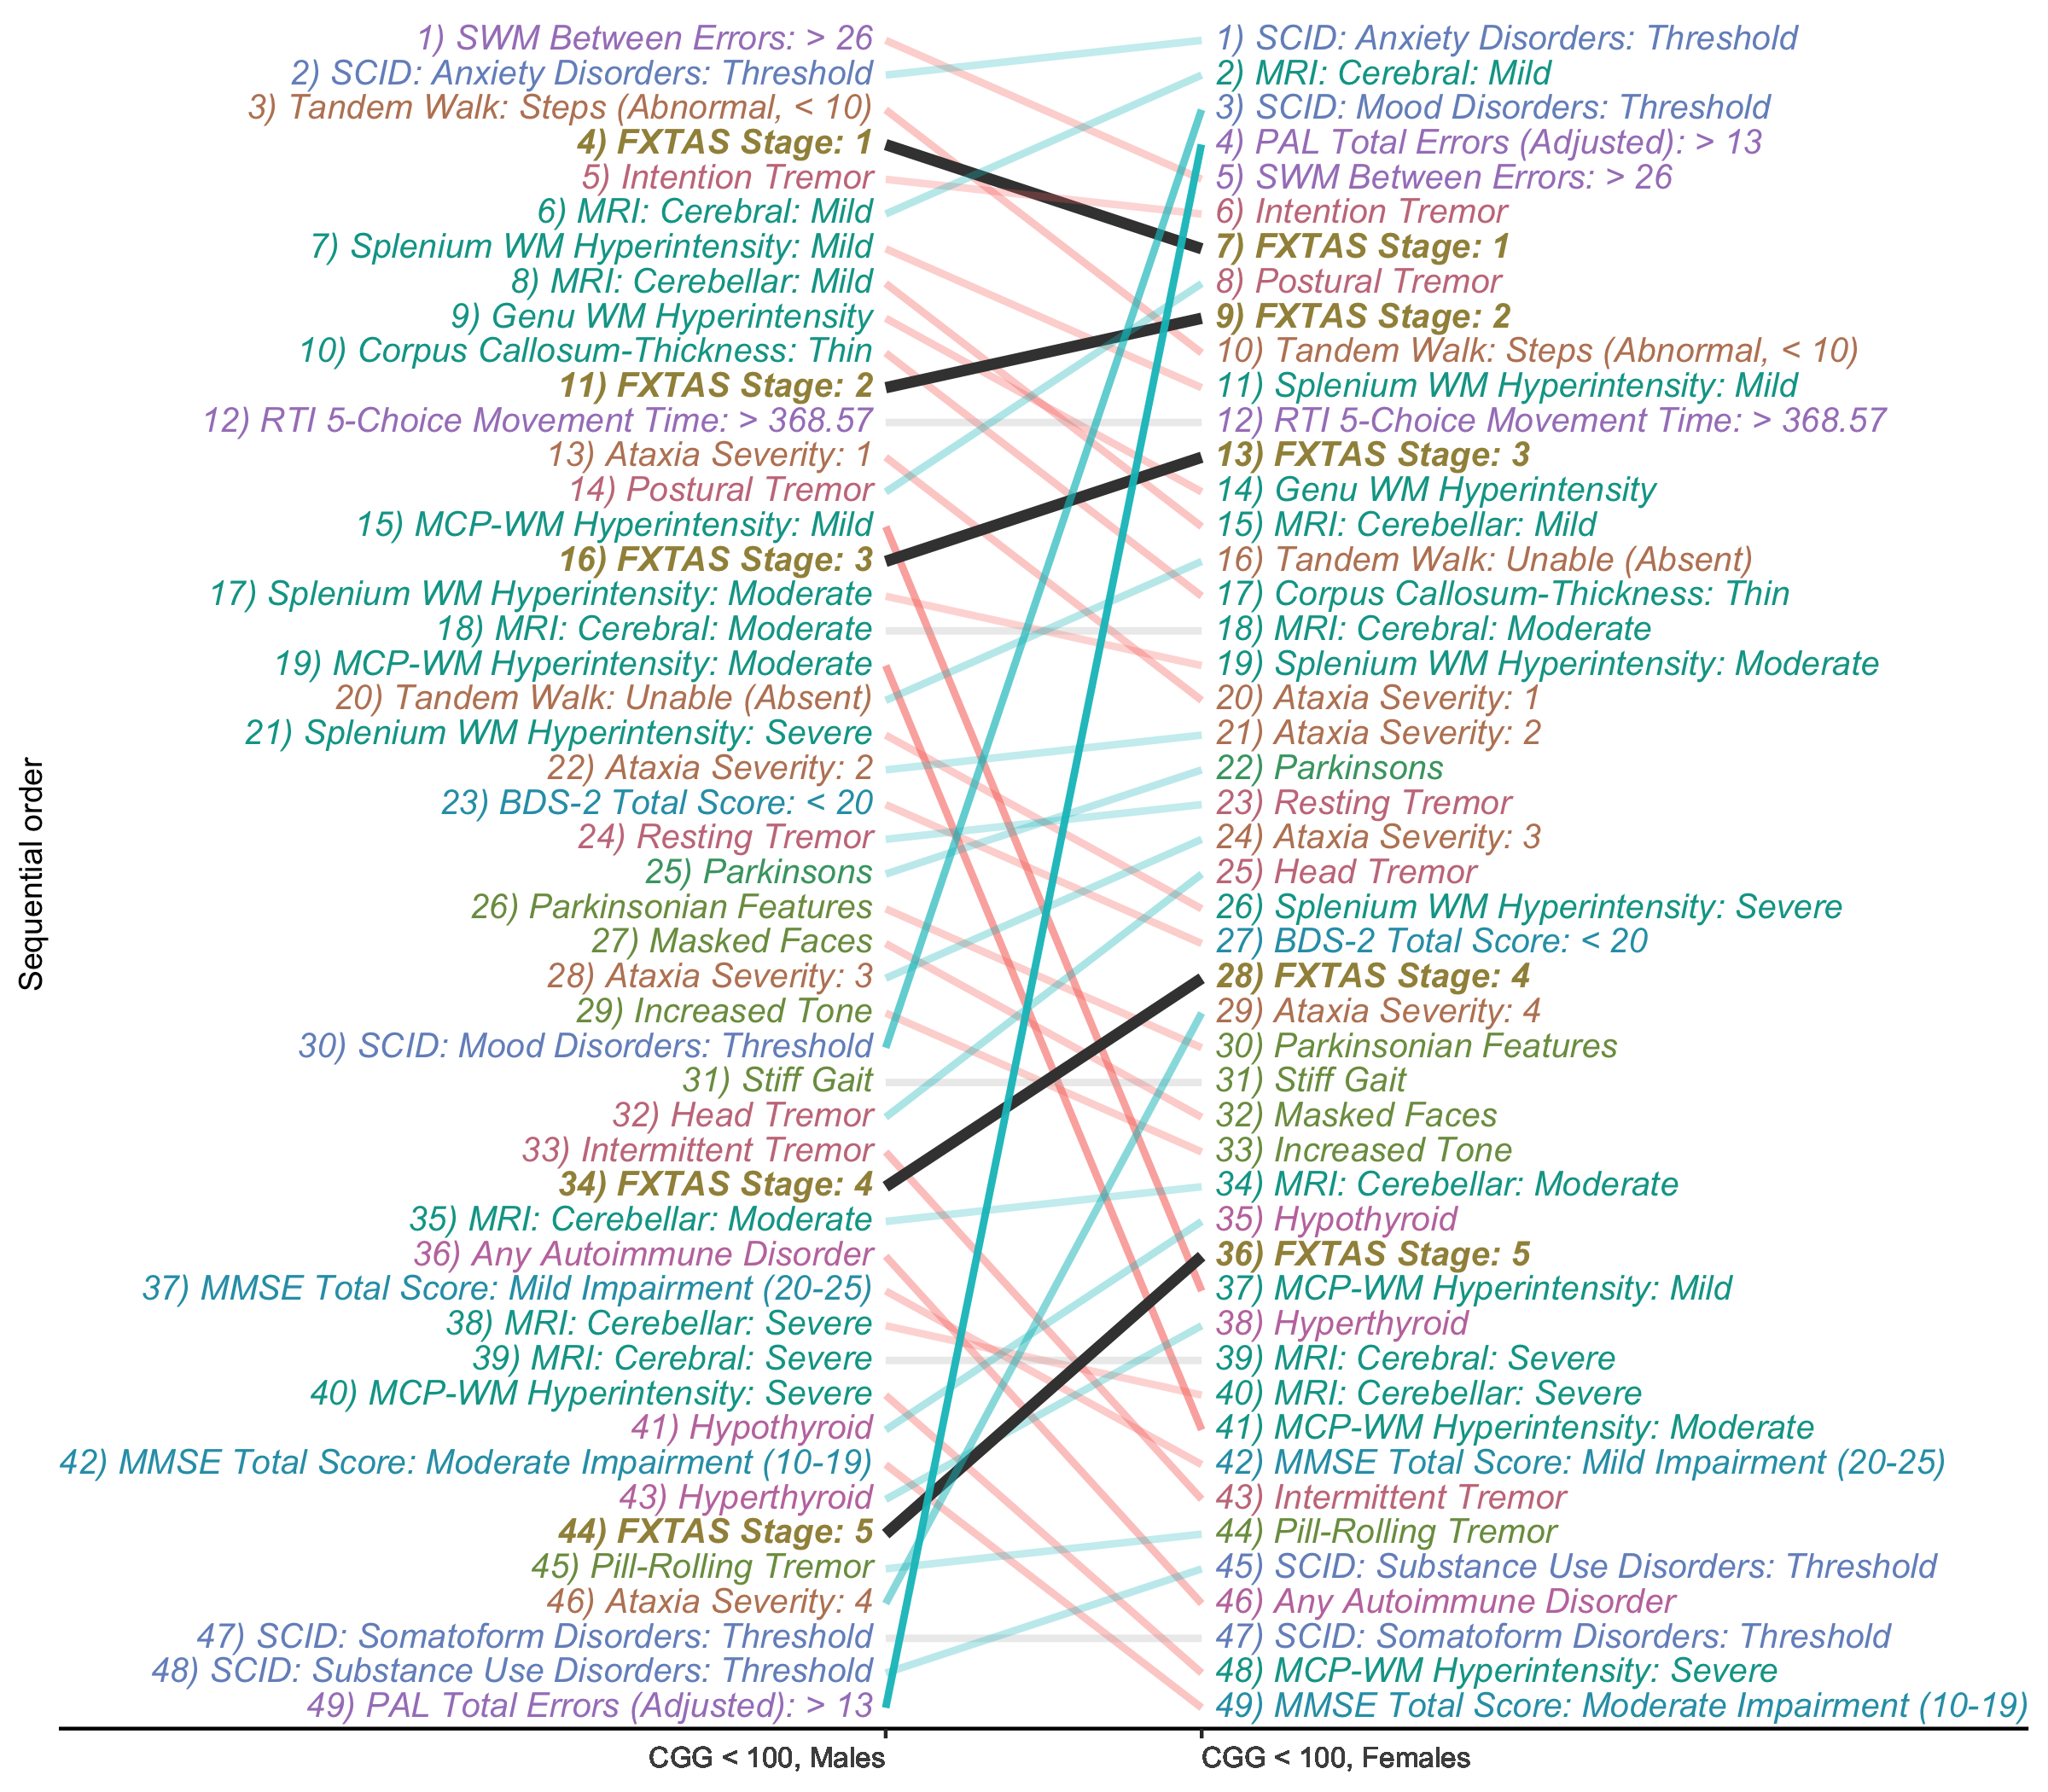 1) SWM Between Errors: > 26
2) SCID: Anxiety Disorders: Threshold
3) Tandem Walk: Steps (Abnormal, < 10)
4) FXTAS Stage: 1
5) Intention Tremor
6) MRI: Cerebral: Mild
7) Splenium WM Hyperintensity: Mild
8) MRI: Cerebellar: Mild
9) Genu WM Hyperintensity
10) Corpus Callosum-Thickness: Thin
11) FXTAS Stage: 2
12) RTI 5-Choice Movement Time: > 368.57
13) Ataxia Severity: 1
14) Postural Tremor
15) MCP-WM Hyperintensity: Mild
16) FXTAS Stage: 3
17) Splenium WM Hyperintensity: Moderate
18) MRI: Cerebral: Moderate
19) MCP-WM Hyperintensity: Moderate
20) Tandem Walk: Unable (Absent)
21) Splenium WM Hyperintensity: Severe
22) Ataxia Severity: 2
23) BDS-2 Total Score: < 20
24) Resting Tremor
25) Parkinsons
26) Parkinsonian Features
27) Masked Faces
28) Ataxia Severity: 3
29) Increased Tone
30) SCID: Mood Disorders: Threshold
31) Stiff Gait
32) Head Tremor
33) Intermittent Tremor
34) FXTAS Stage: 4
35) MRI: Cerebellar: Moderate
36) Any Autoimmune Disorder
37) MMSE Total Score: Mild Impairment (20-25)
38) MRI: Cerebellar: Severe
39) MRI: Cerebral: Severe
40) MCP-WM Hyperintensity: Severe
41) Hypothyroid
42) MMSE Total Score: Moderate Impairment (10-19)
43) Hyperthyroid
44) FXTAS Stage: 5
45) Pill-Rolling Tremor
46) Ataxia Severity: 4
47) SCID: Somatoform Disorders: Threshold
48) SCID: Substance Use Disorders: Threshold
49) PAL Total Errors (Adjusted): > 13
1) SCID: Anxiety Disorders: Threshold
2) MRI: Cerebral: Mild
3) SCID: Mood Disorders: Threshold
4) PAL Total Errors (Adjusted): > 13
5) SWM Between Errors: > 26
6) Intention Tremor
7) FXTAS Stage: 1
8) Postural Tremor
9) FXTAS Stage: 2
10) Tandem Walk: Steps (Abnormal, < 10)
11) Splenium WM Hyperintensity: Mild
12) RTI 5-Choice Movement Time: > 368.57
13) FXTAS Stage: 3
14) Genu WM Hyperintensity
15) MRI: Cerebellar: Mild
16) Tandem Walk: Unable (Absent)
17) Corpus Callosum-Thickness: Thin
18) MRI: Cerebral: Moderate
19) Splenium WM Hyperintensity: Moderate
20) Ataxia Severity: 1
21) Ataxia Severity: 2
22) Parkinsons
23) Resting Tremor
24) Ataxia Severity: 3
25) Head Tremor
26) Splenium WM Hyperintensity: Severe
27) BDS-2 Total Score: < 20
28) FXTAS Stage: 4
29) Ataxia Severity: 4
30) Parkinsonian Features
31) Stiff Gait
32) Masked Faces
33) Increased Tone
34) MRI: Cerebellar: Moderate
35) Hypothyroid
36) FXTAS Stage: 5
37) MCP-WM Hyperintensity: Mild
38) Hyperthyroid
39) MRI: Cerebral: Severe
40) MRI: Cerebellar: Severe
41) MCP-WM Hyperintensity: Moderate
42) MMSE Total Score: Mild Impairment (20-25)
43) Intermittent Tremor
44) Pill-Rolling Tremor
45) SCID: Substance Use Disorders: Threshold
46) Any Autoimmune Disorder
47) SCID: Somatoform Disorders: Threshold
48) MCP-WM Hyperintensity: Severe
49) MMSE Total Score: Moderate Impairment (10-19)
Sequential order
CGG < 100, Males
CGG < 100, Females